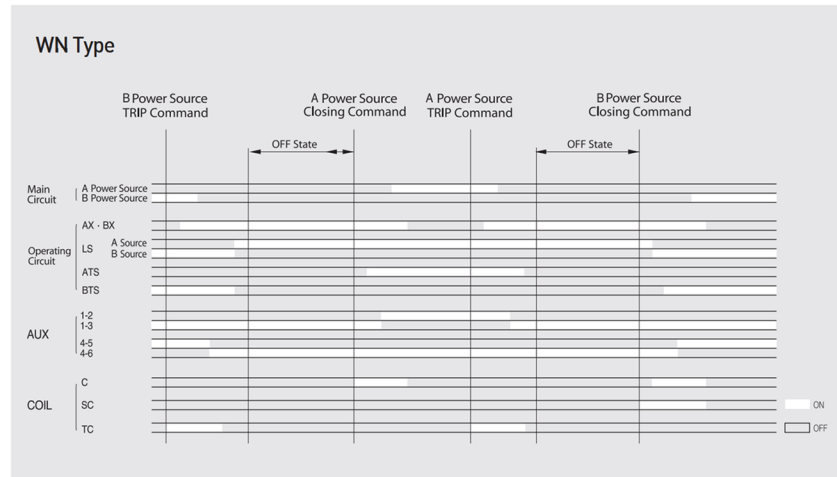 WN Type
B Power Source
TRIP Command
A Power Source
Closing Command
A Power Source
TRIP Command
B Power Source
Closing Command
OFF State
OFF State
Main
Circuit
A Power Source
B Power Source
Operating
Circuit
AX · BX
LS
A Source
B Source
ATS
BTS
AUX
1-2
1-3
4-5
4-6
COIL
C
SC
TC
ON
OFF